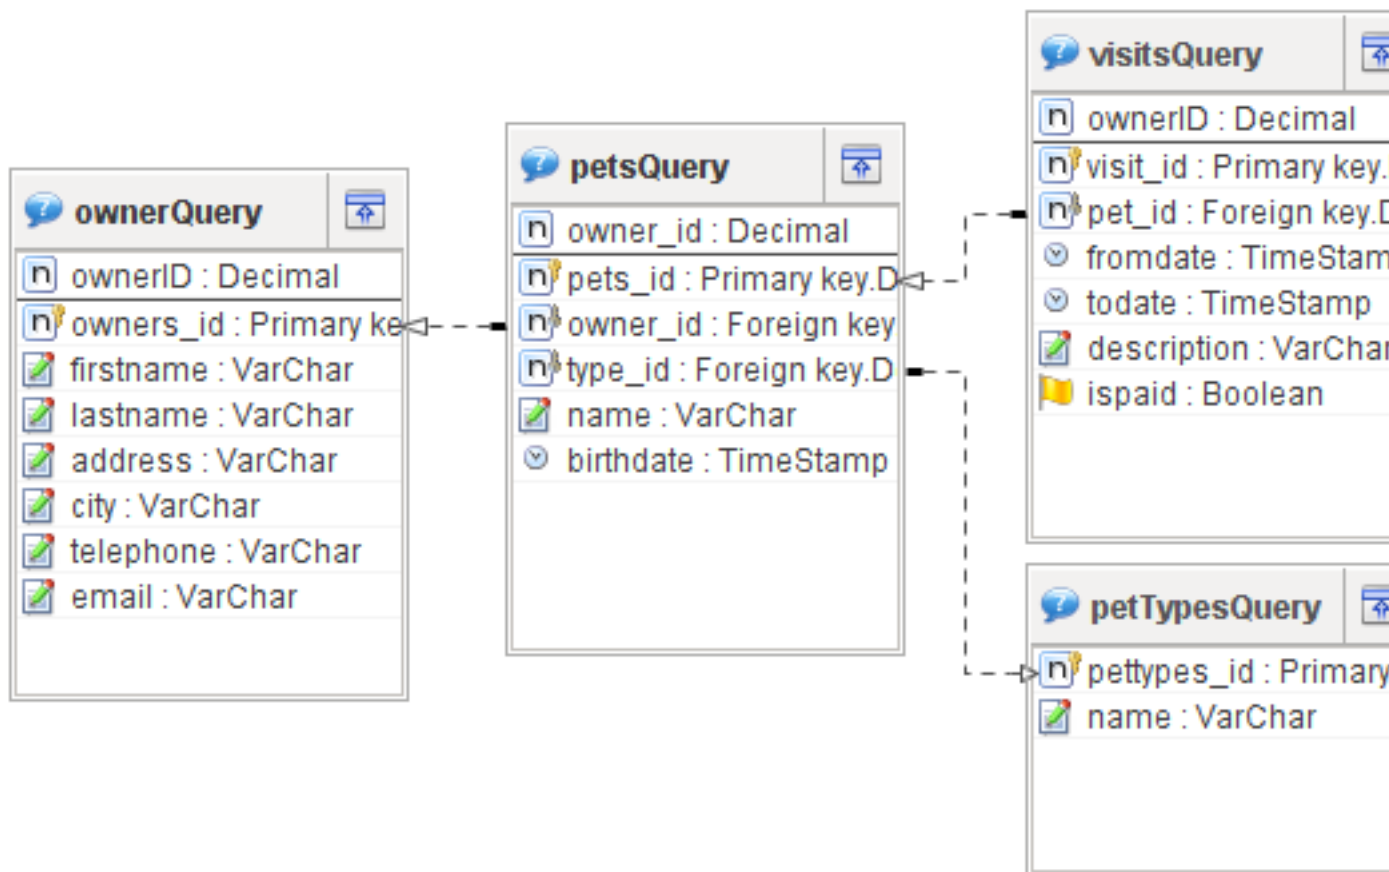 ownerQuery
ownerID : Decimal
owners_id : Primary ke
firstname : VarChar
lastname : VarChar
address : VarChar
city : VarChar
telephone : VarChar
email : VarChar
petsQuery
owner_id : Decimal
pets_id : Primary key.D
owner_id : Foreign key
type_id : Foreign key.D
name : VarChar
birthdate : TimeStamp
visitsQuery
ownerID : Decimal
visit_id : Primary key.
pet_id : Foreign key.D
fromdate : TimeStam
todate : TimeStamp
description : VarChar
ispaid : Boolean
petTypesQuery
pettypes_id : Primary
name : VarChar